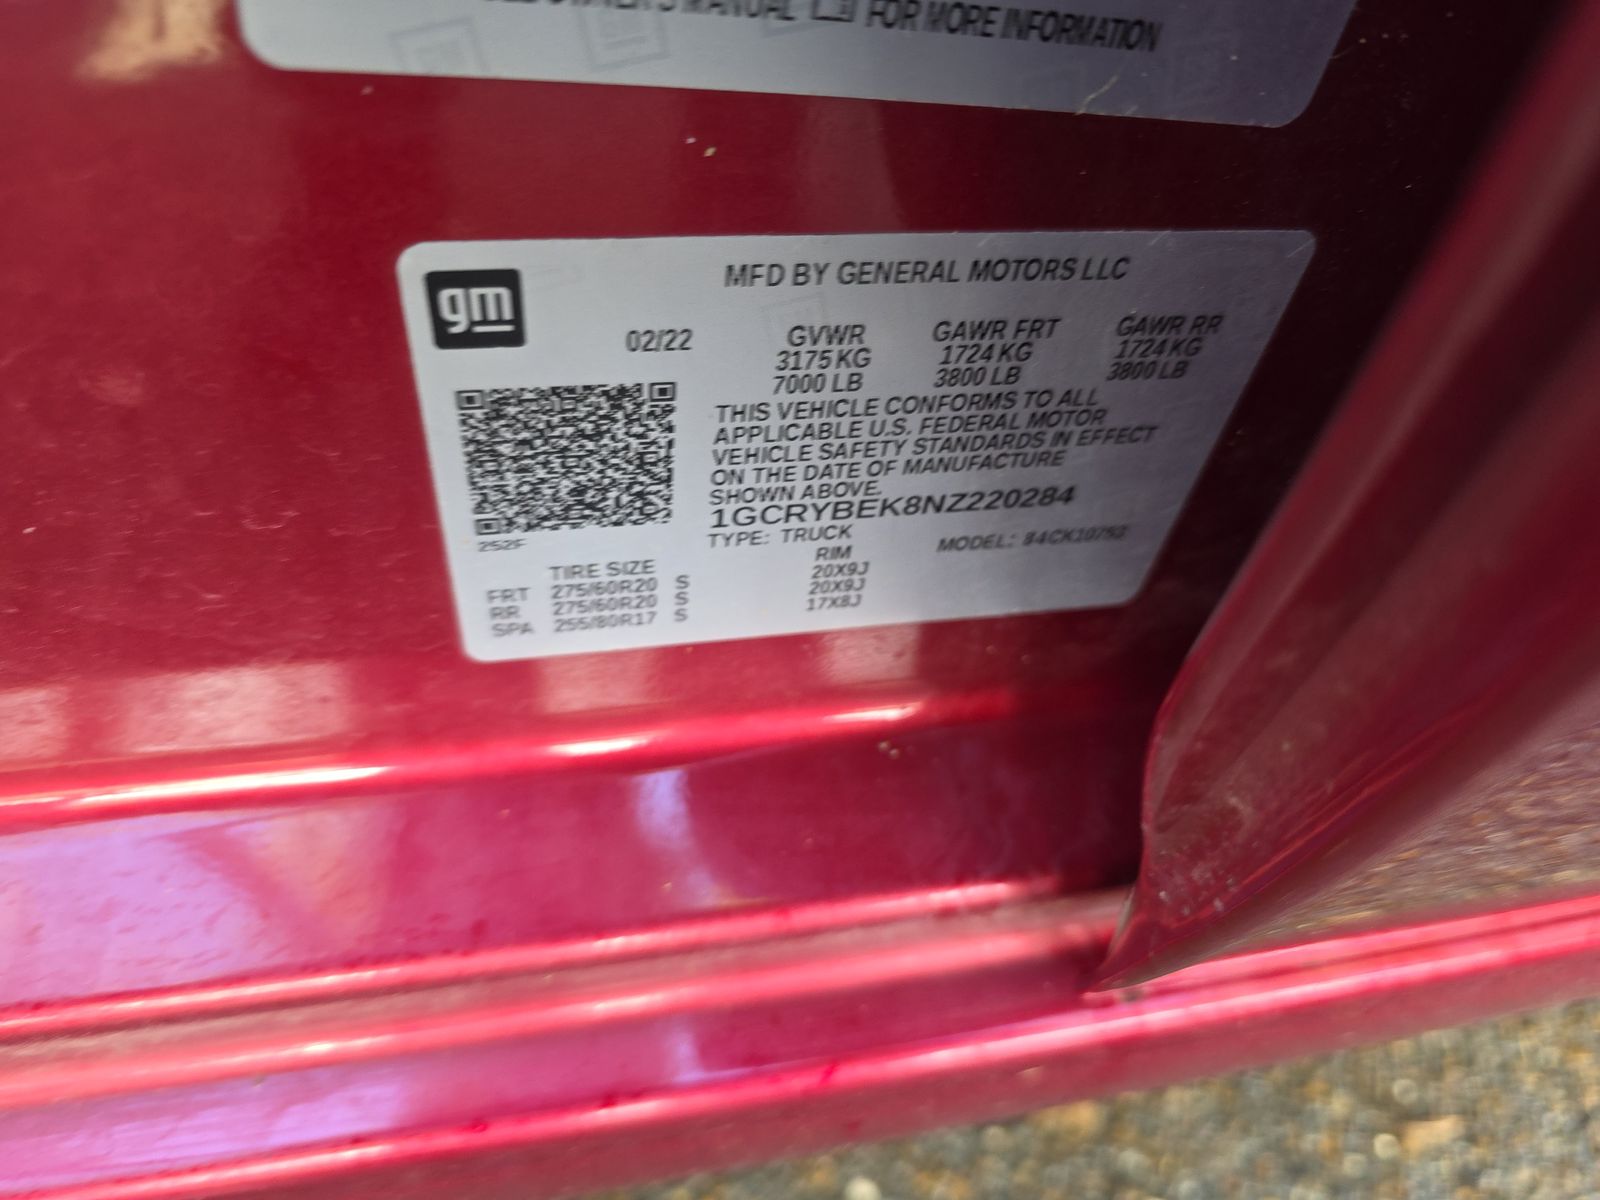 OWNER'S MANUAL FOR MORE INFORMATION
gm
MFD BY GENERAL MOTORS LLC
02/22
GVWR GAWR FRT GAWR RR
3175 KG 1724 KG 1724 KG
7000 LB 3800 LB 3800 LB
THIS VEHICLE CONFORMS TO ALL
APPLICABLE U.S. FEDERAL MOTOR
VEHICLE SAFETY STANDARDS IN EFFECT
ON THE DATE OF MANUFACTURE
SHOWN ABOVE.
1GCRYBEK8NZ220284
252F
TYPE: TRUCK MODEL:
TIRE SIZE RIM
FRT 275/60R20 S 20X9J
RR 275/60R20 S 20X9J
SPA 255/80R17 S 17X8J